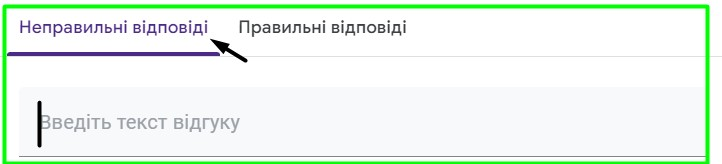 Неправильні відповіді Правильні відповіді
Введіть текст відгуку